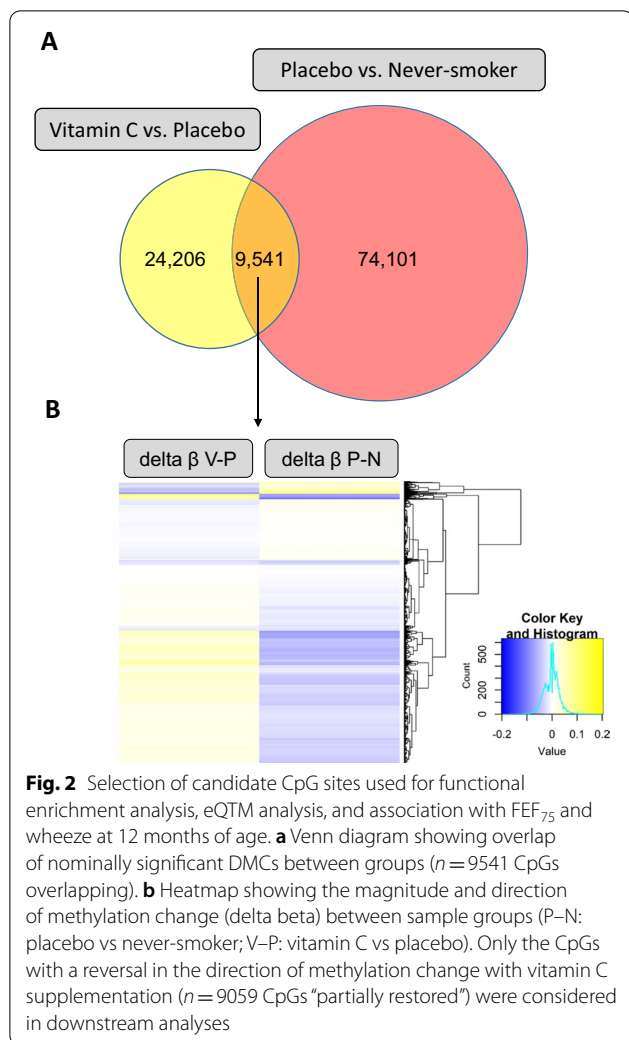 A
Placebo vs. Never-smoker
Vitamin C vs. Placebo
24,206
9,541
74,101
B
delta β V-P
delta β P-N
Color Key
and Histogram
Count
0 200 500
-0.2 0 0.1 0.2
Value
Fig. 2 Selection of candidate CpG sites used for functional
enrichment analysis, eQTM analysis, and association with FEF75 and
wheeze at 12 months of age. a Venn diagram showing overlap
of nominally significant DMCs between groups (n = 9541 CpGs
overlapping). b Heatmap showing the magnitude and direction
of methylation change (delta beta) between sample groups (P–N:
placebo vs never-smoker; V–P: vitamin C vs placebo). Only the CpGs
with a reversal in the direction of methylation change with vitamin C
supplementation (n = 9059 CpGs “partially restored”) were considered
in downstream analyses